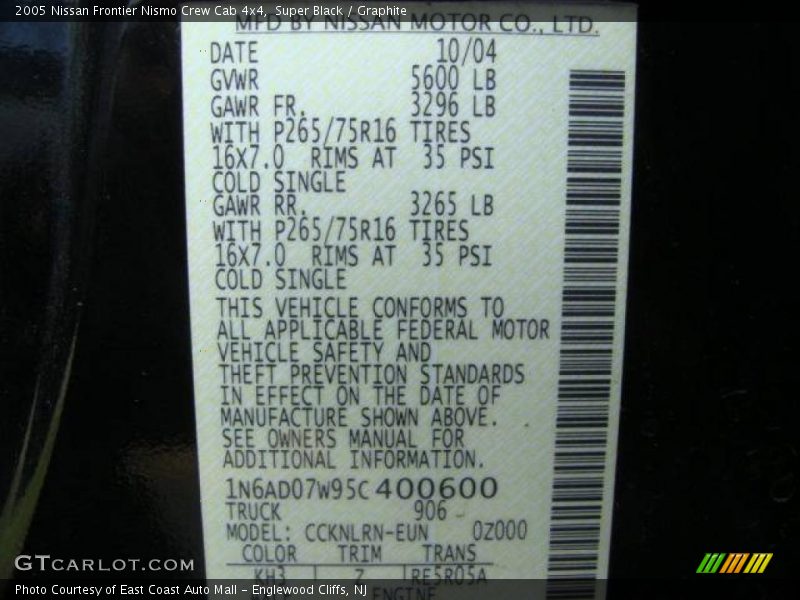 2005 Nissan Frontier Nismo Crew Cab 4x4, Super Black / Graphite
MFD BY NISSAN MOTOR CO., LTD.
DATE 10/04
GVWR 5600 LB
GAWR FR. 3296 LB
WITH P265/75R16 TIRES
16X7.0 RIMS AT 35 PSI
COLD SINGLE
GAWR RR. 3265 LB
WITH P265/75R16 TIRES
16X7.0 RIMS AT 35 PSI
COLD SINGLE
THIS VEHICLE CONFORMS TO
ALL APPLICABLE FEDERAL MOTOR
VEHICLE SAFETY AND
THEFT PREVENTION STANDARDS
IN EFFECT ON THE DATE OF
MANUFACTURE SHOWN ABOVE.
SEE OWNERS MANUAL FOR
ADDITIONAL INFORMATION.
1N6AD07W95C400600
TRUCK 906
MODEL: CCKNLRN-EUN 0Z000
COLOR TRIM TRANS
KH3 Z RE5R05A
ENGINE
GTCARLOT.COM
Photo Courtesy of East Coast Auto Mall - Englewood Cliffs, NJ